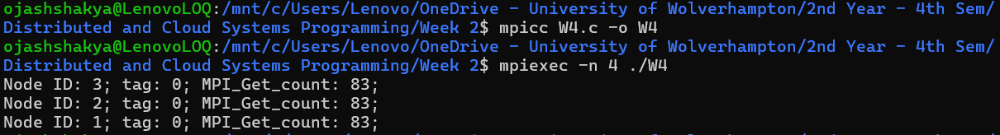 ojashshakya@LenovoLOQ:/mnt/c/Users/Lenovo/OneDrive - University of Wolverhampton/2nd Year - 4th Sem/
Distributed and Cloud Systems Programming/Week 2$ mpicc W4.c -o W4
ojashshakya@LenovoLOQ:/mnt/c/Users/Lenovo/OneDrive - University of Wolverhampton/2nd Year - 4th Sem/
Distributed and Cloud Systems Programming/Week 2$ mpiexec -n 4 ./W4
Node ID: 3; tag: 0; MPI_Get_count: 83;
Node ID: 2; tag: 0; MPI_Get_count: 83;
Node ID: 1; tag: 0; MPI_Get_count: 83;